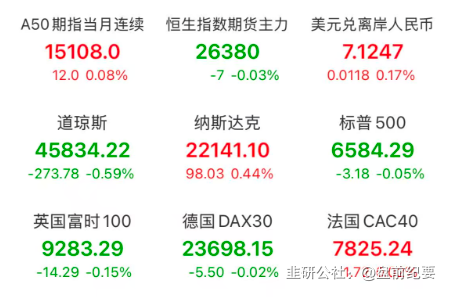 A50期指当月连续 恒生指数期货主力 美元兑离岸人民币
15108.0 26380 7.1247
12.0 0.08% -7 -0.03% 0.0118 0.17%
道琼斯 纳斯达克 标普500
45834.22 22141.10 6584.29
-273.78 -0.59% 98.03 0.44% -3.18 -0.05%
英国富时100 德国DAX30 法国CAC40
9283.29 23698.15 7825.24
-14.29 -0.15% -5.50 -0.02%
韭研公社@盘前纪要